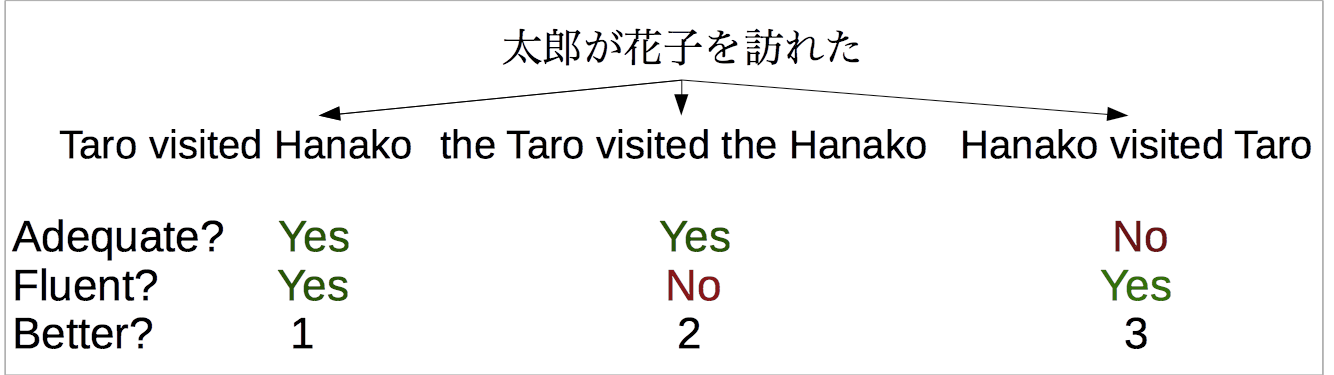 太郎が花子を訪れた
Taro visited Hanako the Taro visited the Hanako Hanako visited Taro
Adequate? Yes Yes No
Fluent? Yes No Yes
Better? 1 2 3